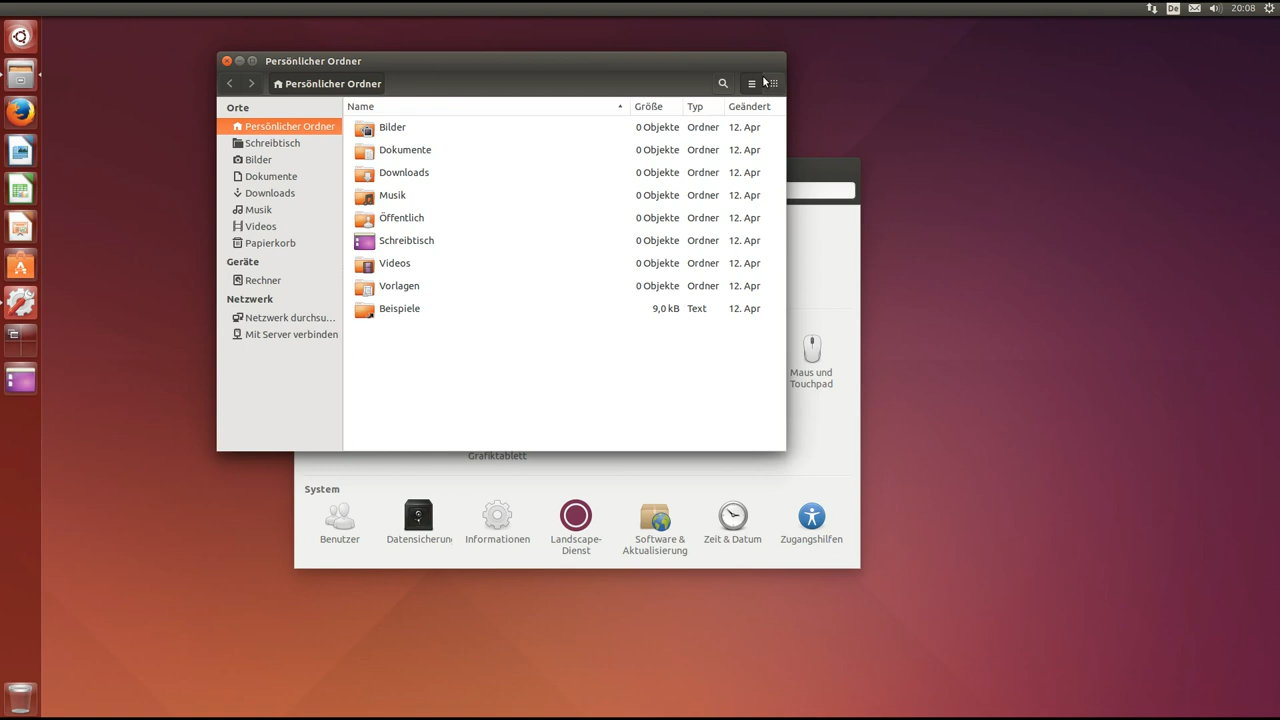 De
20:08
Persönlicher Ordner
Persönlicher Ordner
Orte
Persönlicher Ordner
Schreibtisch
Bilder
Dokumente
Downloads
Musik
Videos
Papierkorb
Geräte
Rechner
Netzwerk
Netzwerk durchsu...
Mit Server verbinden
Name Größe Typ Geändert
Bilder 0 Objekte Ordner 12. Apr
Dokumente 0 Objekte Ordner 12. Apr
Downloads 0 Objekte Ordner 12. Apr
Musik 0 Objekte Ordner 12. Apr
Öffentlich 0 Objekte Ordner 12. Apr
Schreibtisch 0 Objekte Ordner 12. Apr
Videos 0 Objekte Ordner 12. Apr
Vorlagen 0 Objekte Ordner 12. Apr
Beispiele 9,0 kB Text 12. Apr
Maus und
Touchpad
Grafiktablett
System
Benutzer
Datensicherun
Informationen
Landscape-
Dienst
Software &
Aktualisierung
Zeit & Datum
Zugangshilfen